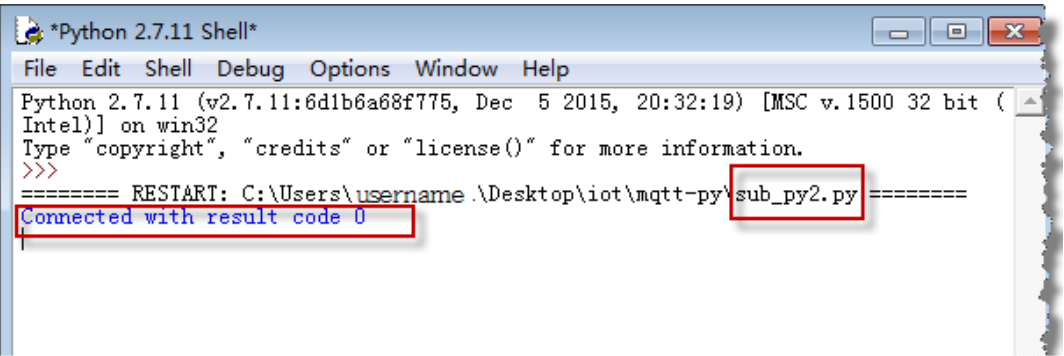 *Python 2.7.11 Shell*
File Edit Shell Debug Options Window Help
Python 2.7.11 (v2.7.11:6d1b6a68f775, Dec  5 2015, 20:32:19) [MSC v.1500 32 bit (
Intel)] on win32
Type "copyright", "credits" or "license()" for more information.
>>>
======== RESTART: C:\Users\username .\Desktop\iot\mqtt-py\sub_py2.py ========
Connected with result code 0